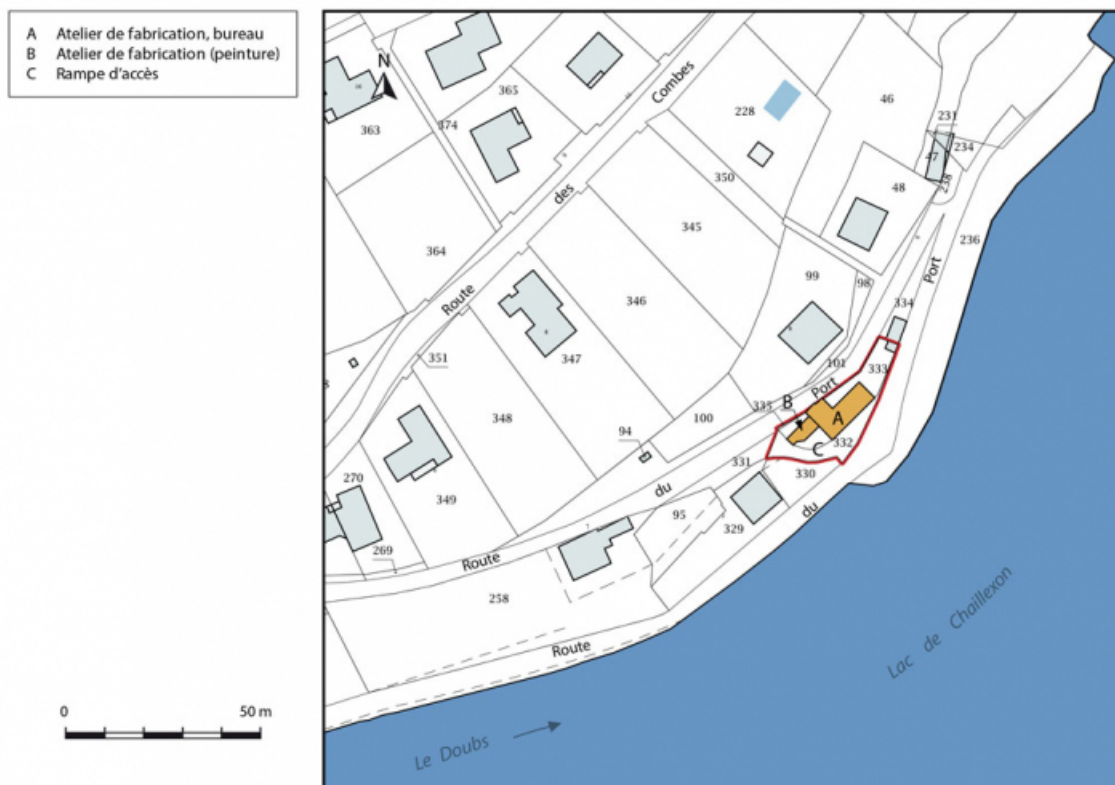 A Atelier de fabrication, bureau
B Atelier de fabrication (peinture)
C Rampe d'accès
0 50 m
N
363
374
365
Combes
228
46
231
234
47
238
48
236
350
345
des
364
99
98
Port
Route
346
334
351
347
101
333
Port
B
335
A
348
100
94
332
C
331
330
270
349
du
du
95
329
269
Route
258
Route
Lac de Chaillexon
Le Doubs